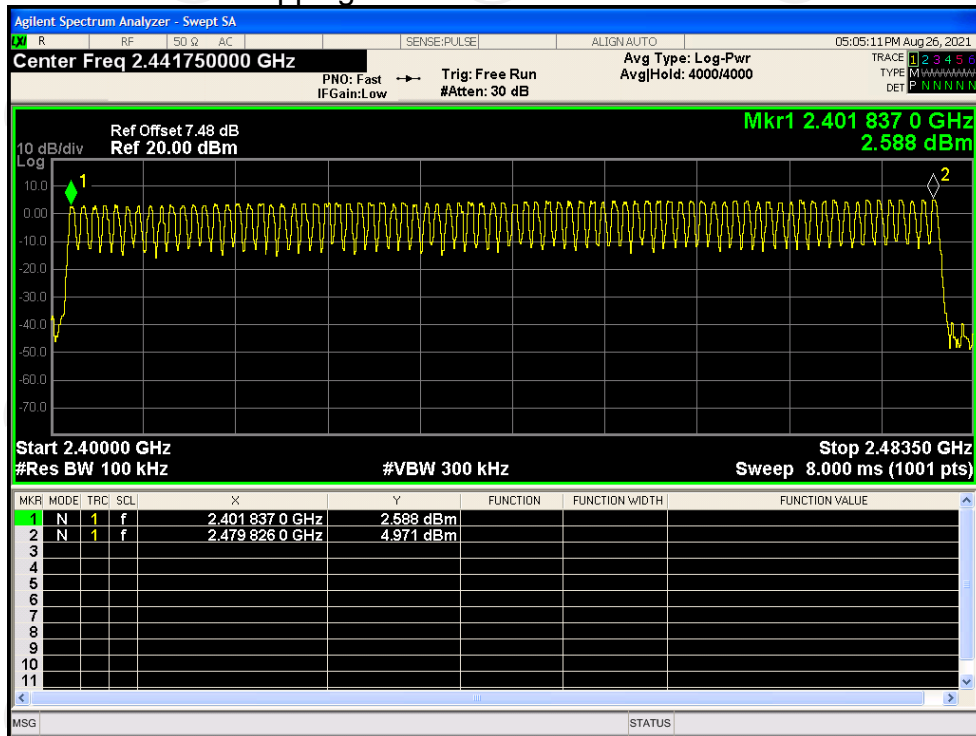 Agilent Spectrum Analyzer - Swept SA
LXI R RF 50 Ω AC SENSE:PULSE ALIGN AUTO 05:05:11 PM Aug 26, 2021
Center Freq 2.441750000 GHz Avg Type: Log-Pwr TRACE 1 2 3 4 5 6
PNO: Fast Trig: Free Run Avg|Hold: 4000/4000 TYPE M
IFGain:Low #Atten: 30 dB DET P N N N N N
Mkr1 2.401 837 0 GHz
Ref Offset 7.48 dB
10 dB/div Ref 20.00 dBm 2.588 dBm
Log
10.0
0.00
-10.0
-20.0
-30.0
-40.0
-50.0
-60.0
-70.0
1
2
Start 2.40000 GHz Stop 2.48350 GHz
#Res BW 100 kHz #VBW 300 kHz Sweep 8.000 ms (1001 pts)
MKR MODE TRC SCL X Y FUNCTION FUNCTION WIDTH FUNCTION VALUE
1 N 1 f 2.401 837 0 GHz 2.588 dBm
2 N 1 f 2.479 826 0 GHz 4.971 dBm
3
4
5
6
7
8
9
10
11
MSG STATUS